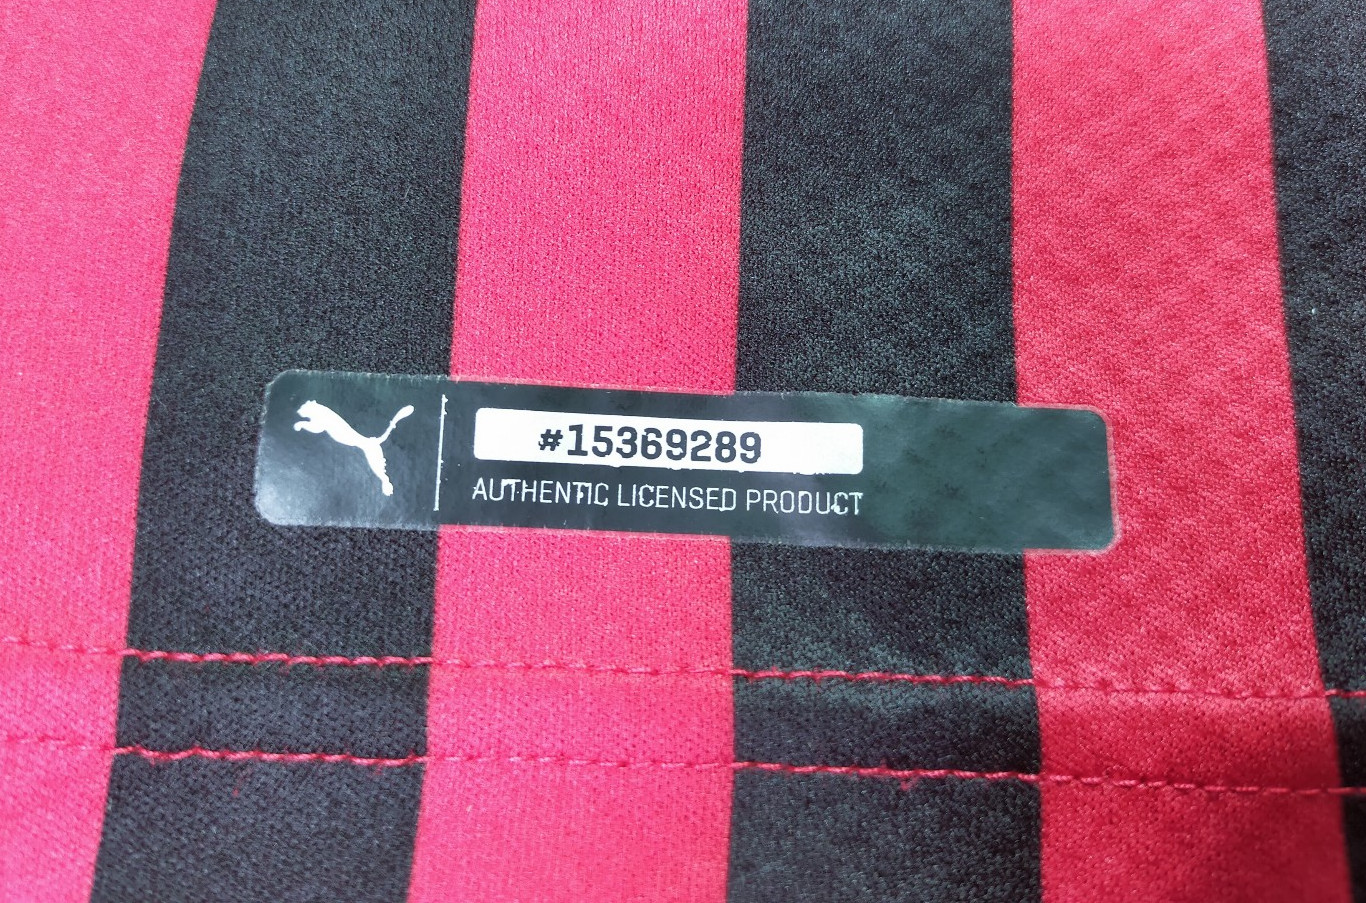 #15369289
AUTHENTIC LICENSED PRODUCT